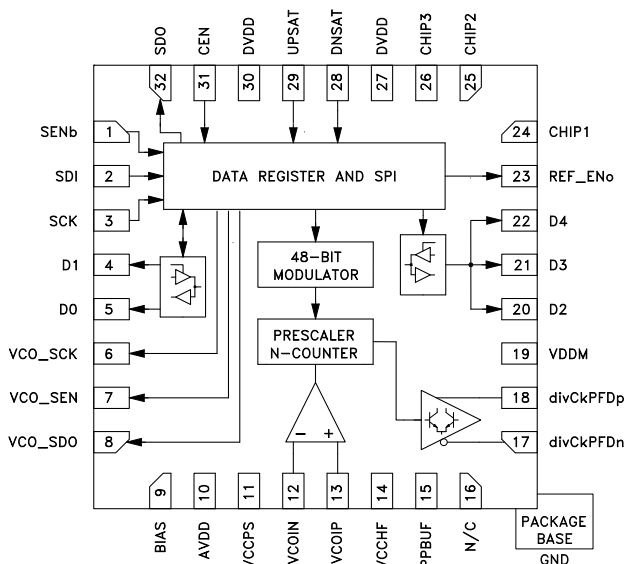 SDO
CEN
DVDD
UPSAT
DNSAT
DVDD
CHIP3
CHIP2
32
31
30
29
28
27
26
25
SENb 1
SDI 2
SCK 3
D1 4
D0 5
VCO_SCK 6
VCO_SEN 7
VCO_SDO 8
DATA REGISTER AND SPI
48-BIT
MODULATOR
PRESCALER
N-COUNTER
− +
24 CHIP1
23 REF_ENo
22 D4
21 D3
20 D2
19 VDDM
18 divCkPFDp
17 divCkPFDn
9
10
11
12
13
14
15
16
BIAS
AVDD
VCCPS
VCOIN
VCOIP
VCCHF
PPBUF
N/C
PACKAGE
BASE
GND